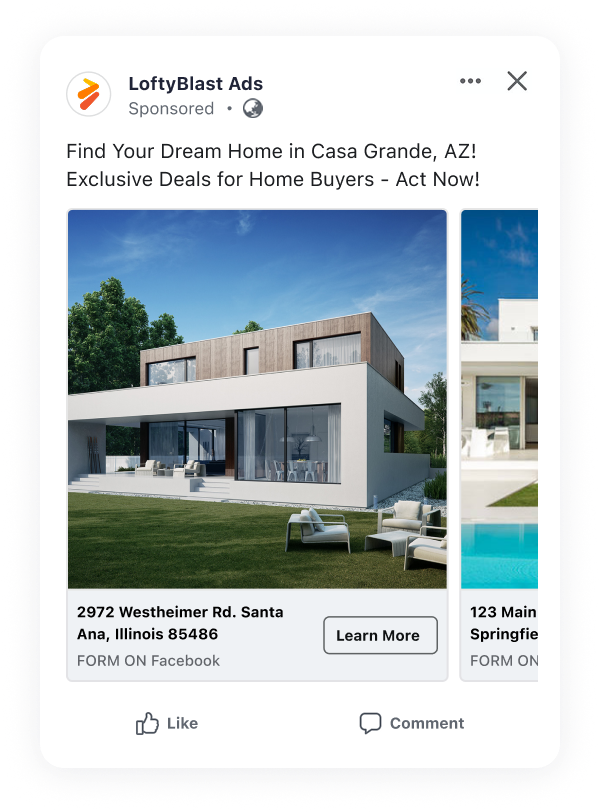 LoftyBlast Ads
Sponsored •
Find Your Dream Home in Casa Grande, AZ!
Exclusive Deals for Home Buyers - Act Now!
2972 Westheimer Rd. Santa
Ana, Illinois 85486
FORM ON Facebook
Learn More
123 Main
Springfie
FORM ON
Like
Comment